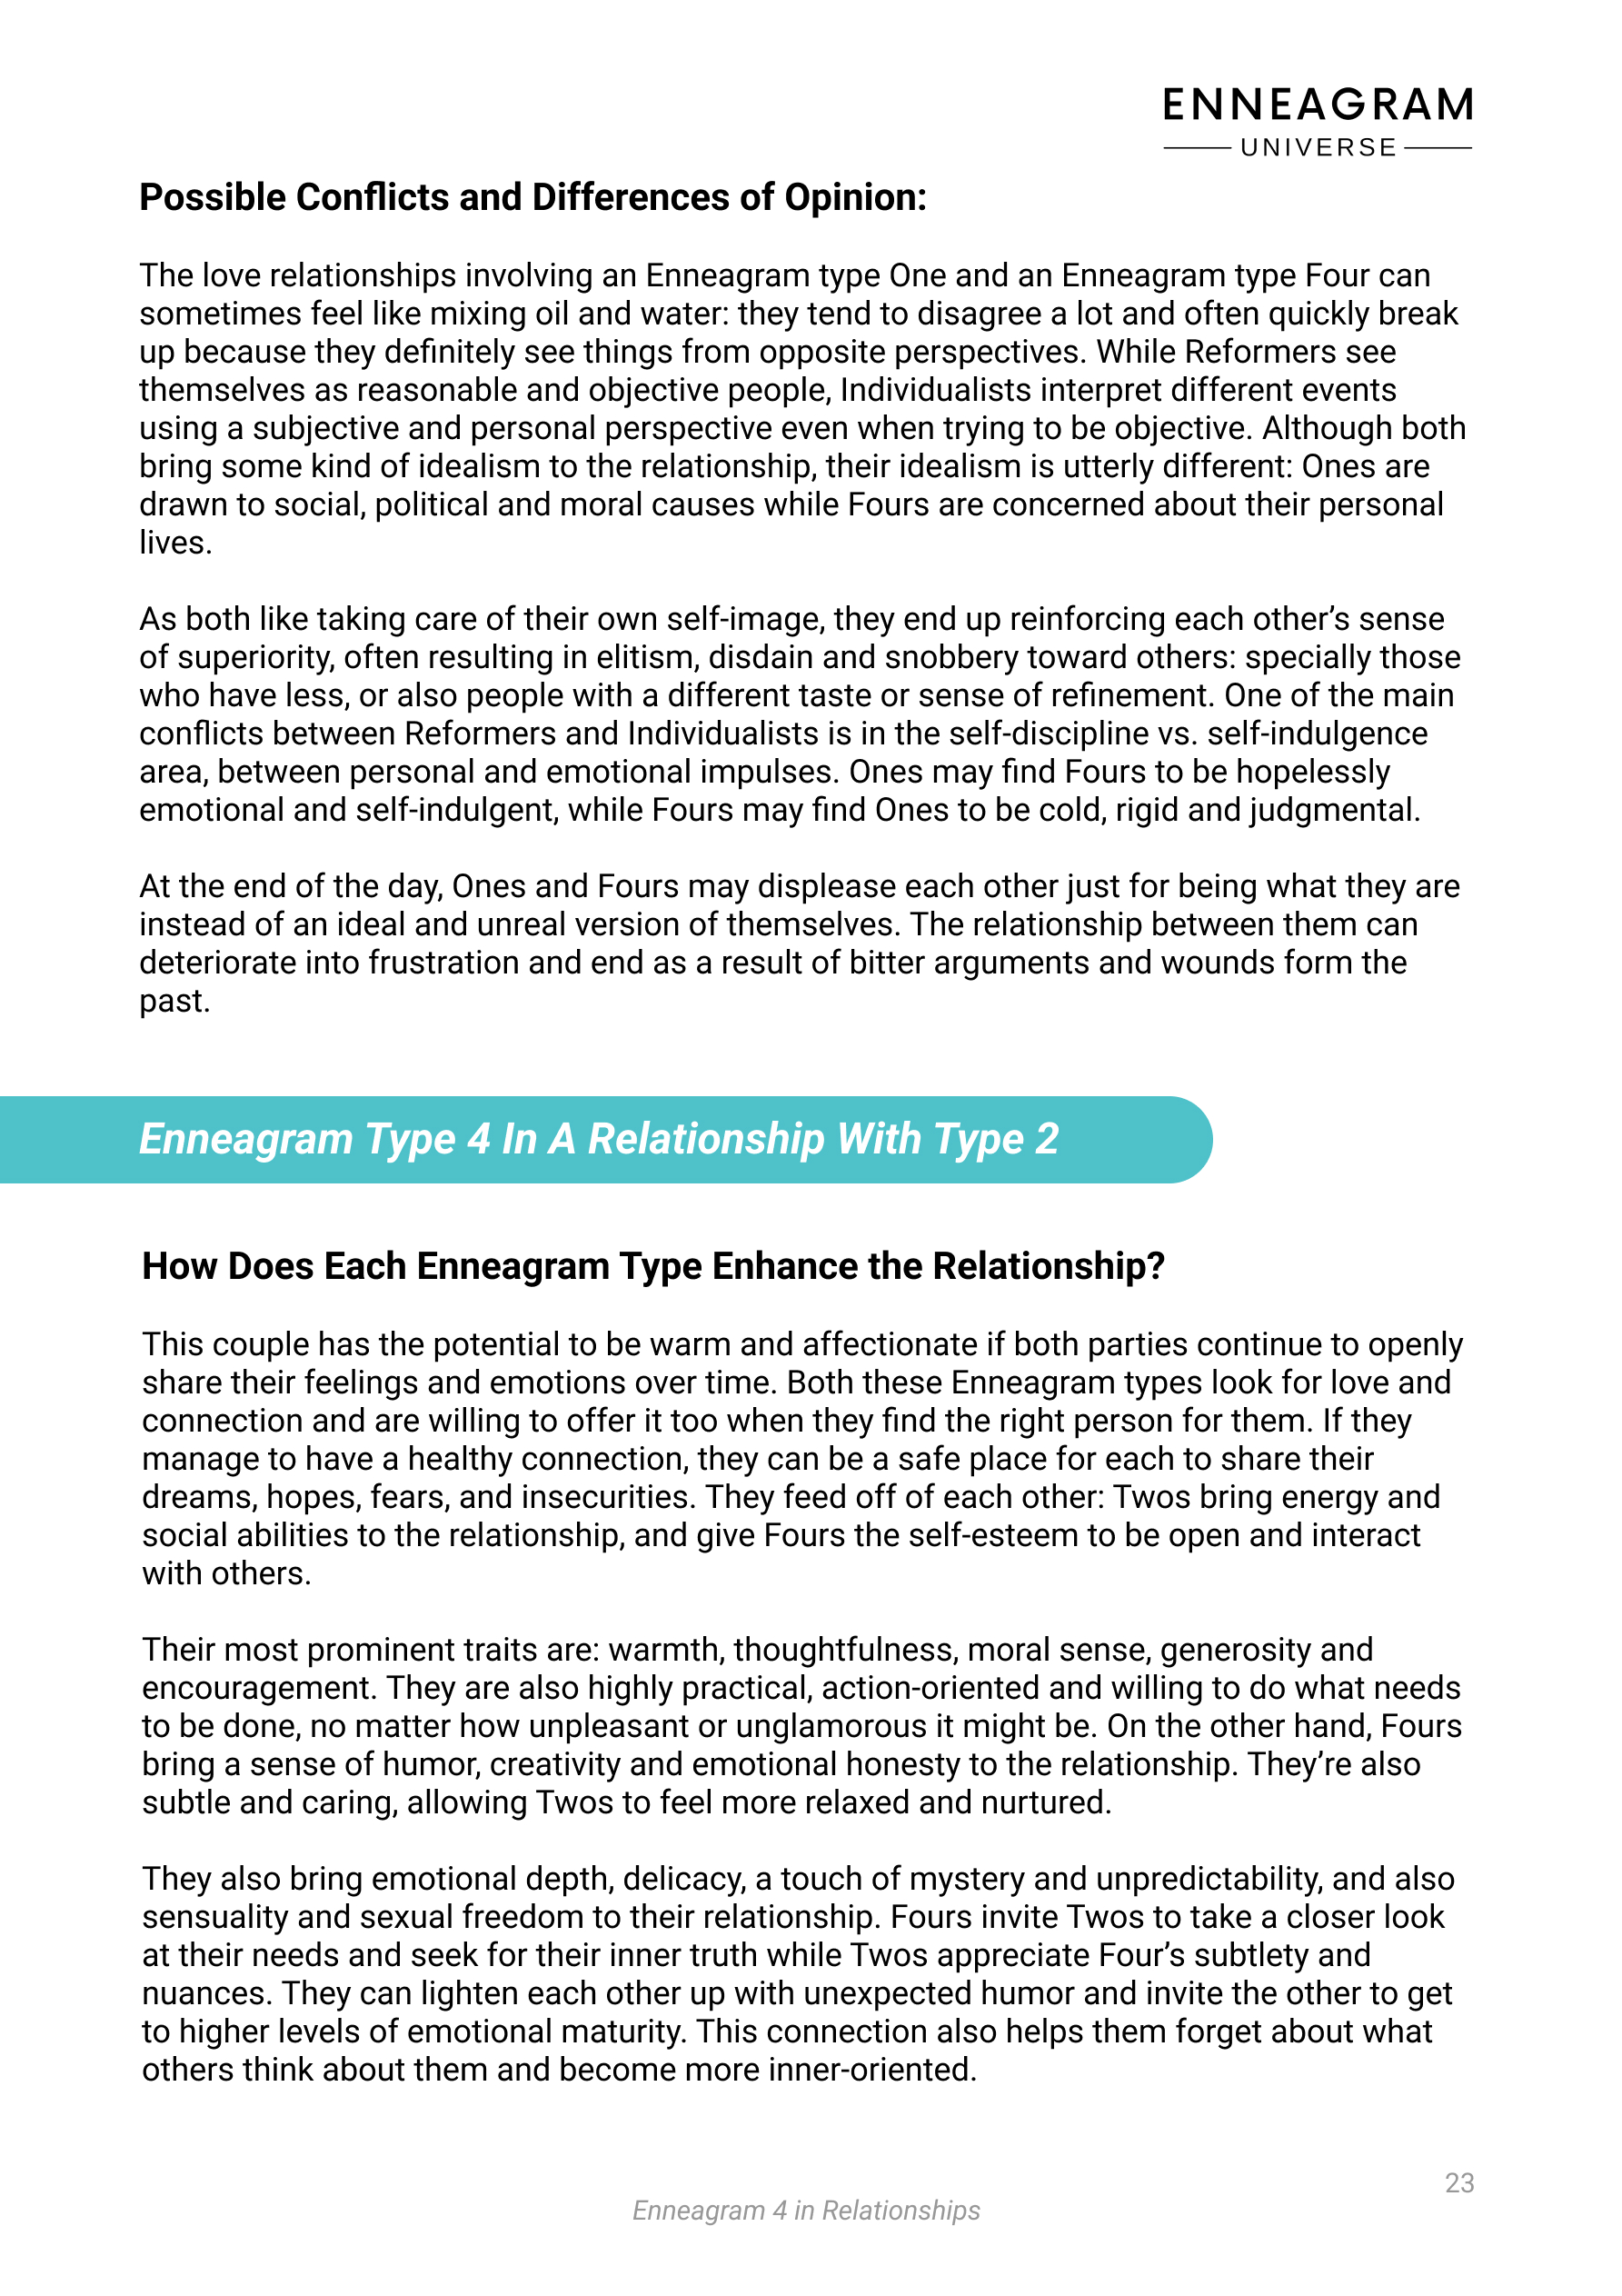 ENNEAGRAM
UNIVERSE
Possible Conflicts and Differences of Opinion:
The love relationships involving an Enneagram type One and an Enneagram type Four can
sometimes feel like mixing oil and water: they tend to disagree a lot and often quickly break
up because they definitely see things from opposite perspectives. While Reformers see
themselves as reasonable and objective people, Individualists interpret different events
using a subjective and personal perspective even when trying to be objective. Although both
bring some kind of idealism to the relationship, their idealism is utterly different: Ones are
drawn to social, political and moral causes while Fours are concerned about their personal
lives.
As both like taking care of their own self-image, they end up reinforcing each other’s sense
of superiority, often resulting in elitism, disdain and snobbery toward others: specially those
who have less, or also people with a different taste or sense of refinement. One of the main
conflicts between Reformers and Individualists is in the self-discipline vs. self-indulgence
area, between personal and emotional impulses. Ones may find Fours to be hopelessly
emotional and self-indulgent, while Fours may find Ones to be cold, rigid and judgmental.
At the end of the day, Ones and Fours may displease each other just for being what they are
instead of an ideal and unreal version of themselves. The relationship between them can
deteriorate into frustration and end as a result of bitter arguments and wounds form the
past.
Enneagram Type 4 In A Relationship With Type 2
How Does Each Enneagram Type Enhance the Relationship?
This couple has the potential to be warm and affectionate if both parties continue to openly
share their feelings and emotions over time. Both these Enneagram types look for love and
connection and are willing to offer it too when they find the right person for them. If they
manage to have a healthy connection, they can be a safe place for each to share their
dreams, hopes, fears, and insecurities. They feed off of each other: Twos bring energy and
social abilities to the relationship, and give Fours the self-esteem to be open and interact
with others.
Their most prominent traits are: warmth, thoughtfulness, moral sense, generosity and
encouragement. They are also highly practical, action-oriented and willing to do what needs
to be done, no matter how unpleasant or unglamorous it might be. On the other hand, Fours
bring a sense of humor, creativity and emotional honesty to the relationship. They’re also
subtle and caring, allowing Twos to feel more relaxed and nurtured.
They also bring emotional depth, delicacy, a touch of mystery and unpredictability, and also
sensuality and sexual freedom to their relationship. Fours invite Twos to take a closer look
at their needs and seek for their inner truth while Twos appreciate Four’s subtlety and
nuances. They can lighten each other up with unexpected humor and invite the other to get
to higher levels of emotional maturity. This connection also helps them forget about what
others think about them and become more inner-oriented.
23
Enneagram 4 in Relationships